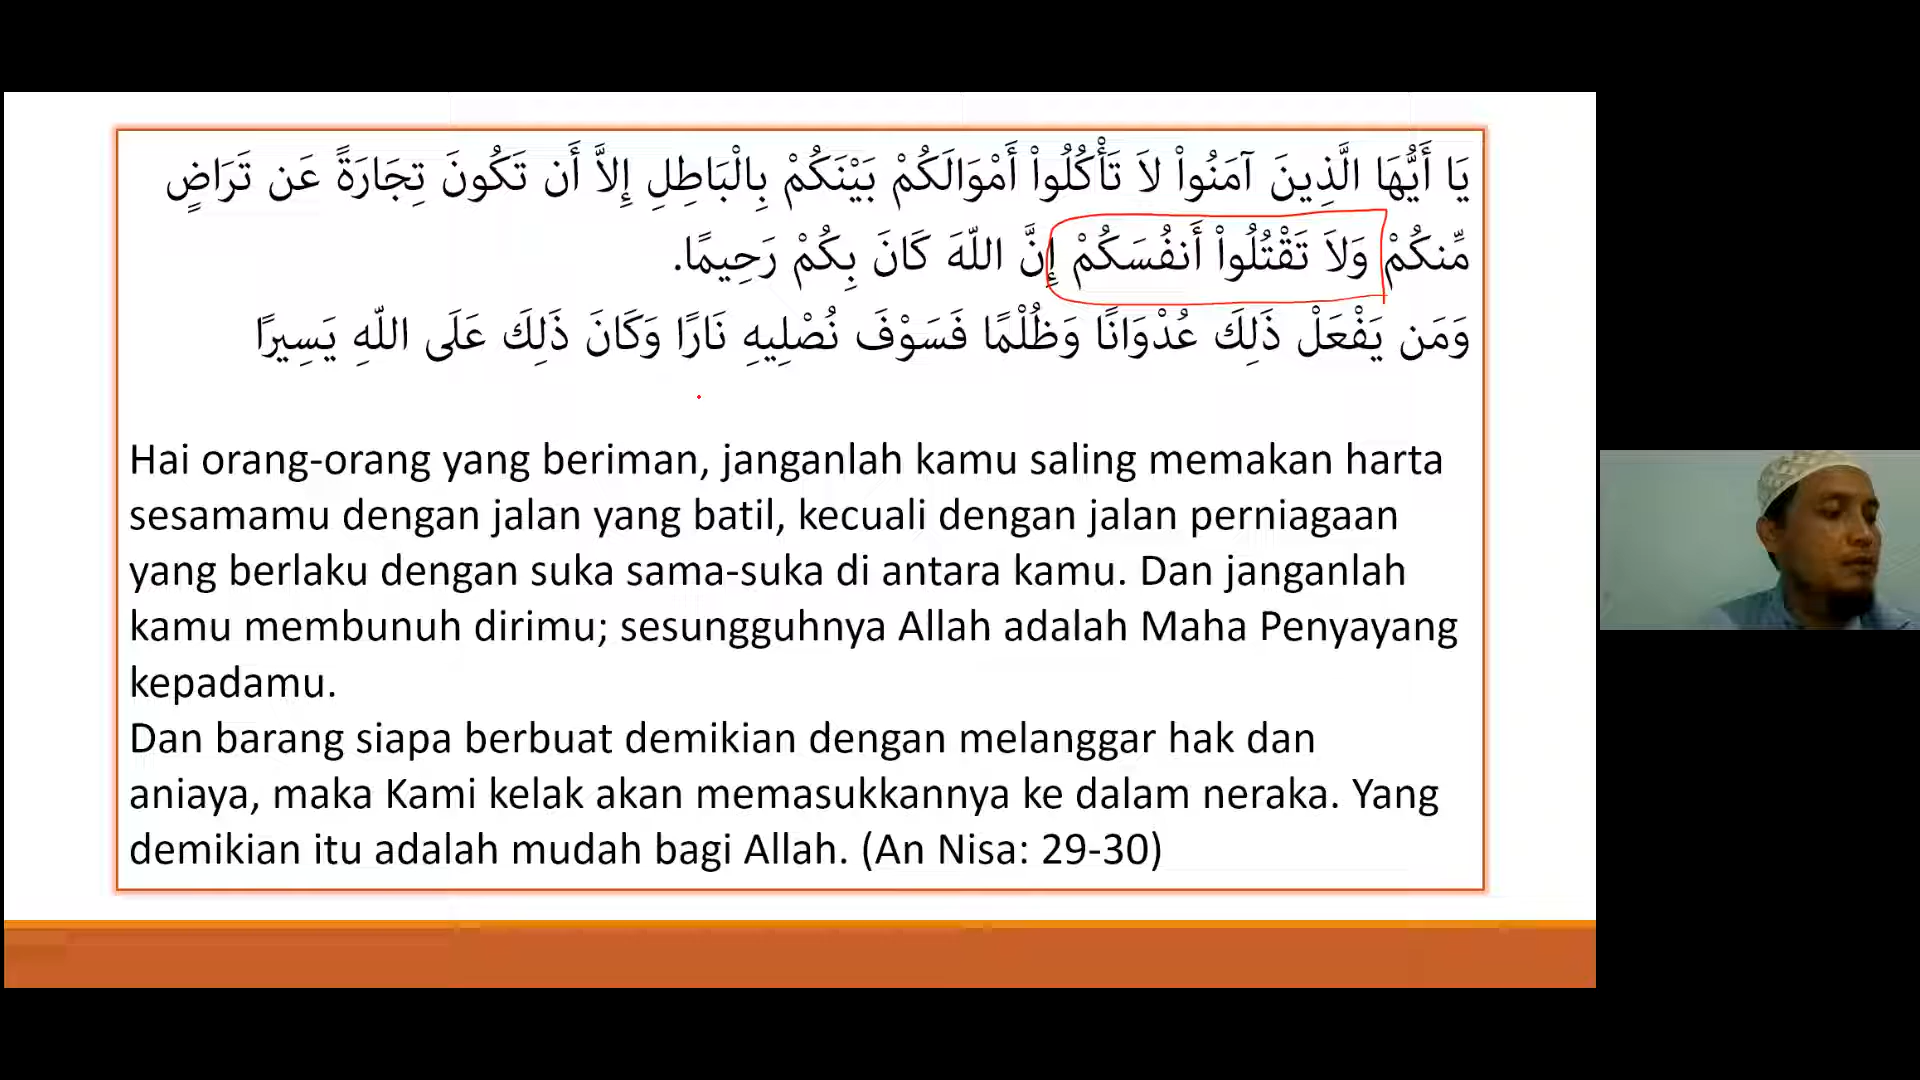 يَا أَيُّهَا الَّذِينَ آمَنُواْ لاَ تَأْكُلُواْ أَمْوَالَكُمْ بَيْنَكُمْ بِالْبَاطِلِ إِلاَّ أَن تَكُونَ تِجَارَةً عَن تَرَاضٍ
مِّنكُمْ وَلاَ تَقْتُلُواْ أَنفُسَكُمْ إِنَّ اللّهَ كَانَ بِكُمْ رَحِيمًا.
وَمَن يَفْعَلْ ذَلِكَ عُدْوَانًا وَظُلْمًا فَسَوْفَ نُصْلِيهِ نَارًا وَكَانَ ذَلِكَ عَلَى اللّهِ يَسِيرًا
Hai orang-orang yang beriman, janganlah kamu saling memakan harta
sesamamu dengan jalan yang batil, kecuali dengan jalan perniagaan
yang berlaku dengan suka sama-suka di antara kamu. Dan janganlah
kamu membunuh dirimu; sesungguhnya Allah adalah Maha Penyayang
kepadamu.
Dan barang siapa berbuat demikian dengan melanggar hak dan
aniaya, maka Kami kelak akan memasukkannya ke dalam neraka. Yang
demikian itu adalah mudah bagi Allah. (An Nisa: 29-30)